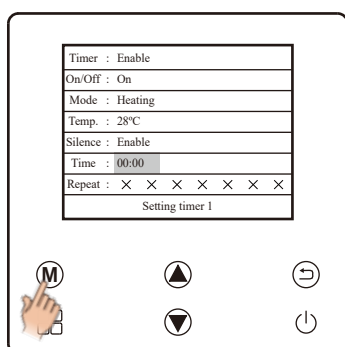 Timer : Enable
On/Off : On
Mode : Heating
Temp. : 28ºC
Silence : Enable
Time : 00:00
Repeat : × × × × × × ×
Setting timer 1
M